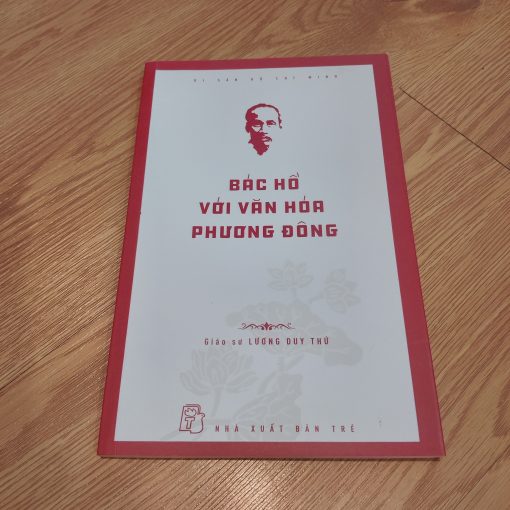 DI SẢN HỒ CHÍ MINH
BÁC HỒ
VỚI VĂN HÓA
PHƯƠNG ĐÔNG
Giáo sư LƯƠNG DUY THỨ
NHÀ XUẤT BẢN TRẺ